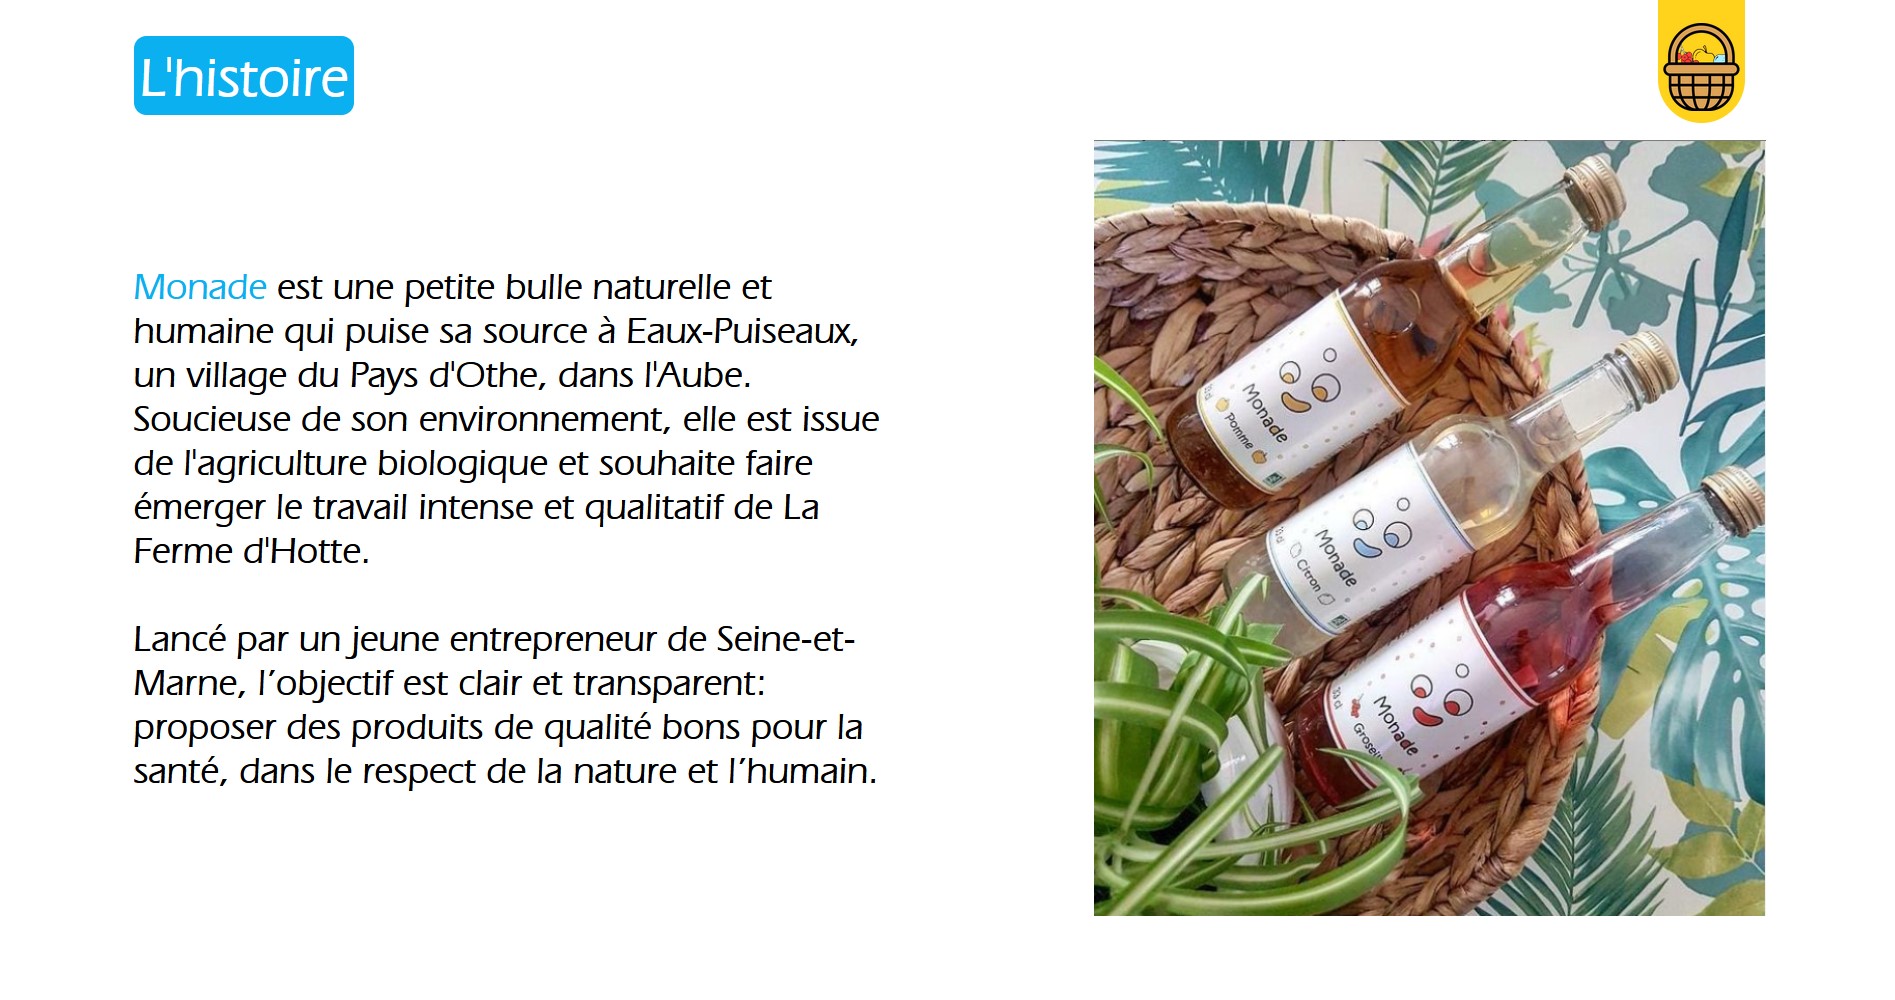 L'histoire
Monade est une petite bulle naturelle et
humaine qui puise sa source à Eaux-Puiseaux,
un village du Pays d'Othe, dans l'Aube.
Soucieuse de son environnement, elle est issue
de l'agriculture biologique et souhaite faire
émerger le travail intense et qualitatif de La
Ferme d'Hotte.
Lancé par un jeune entrepreneur de Seine-et-
Marne, l’objectif est clair et transparent:
proposer des produits de qualité bons pour la
santé, dans le respect de la nature et l’humain.
Monade
Pomme
Monade
Citron
33 cl
Monade